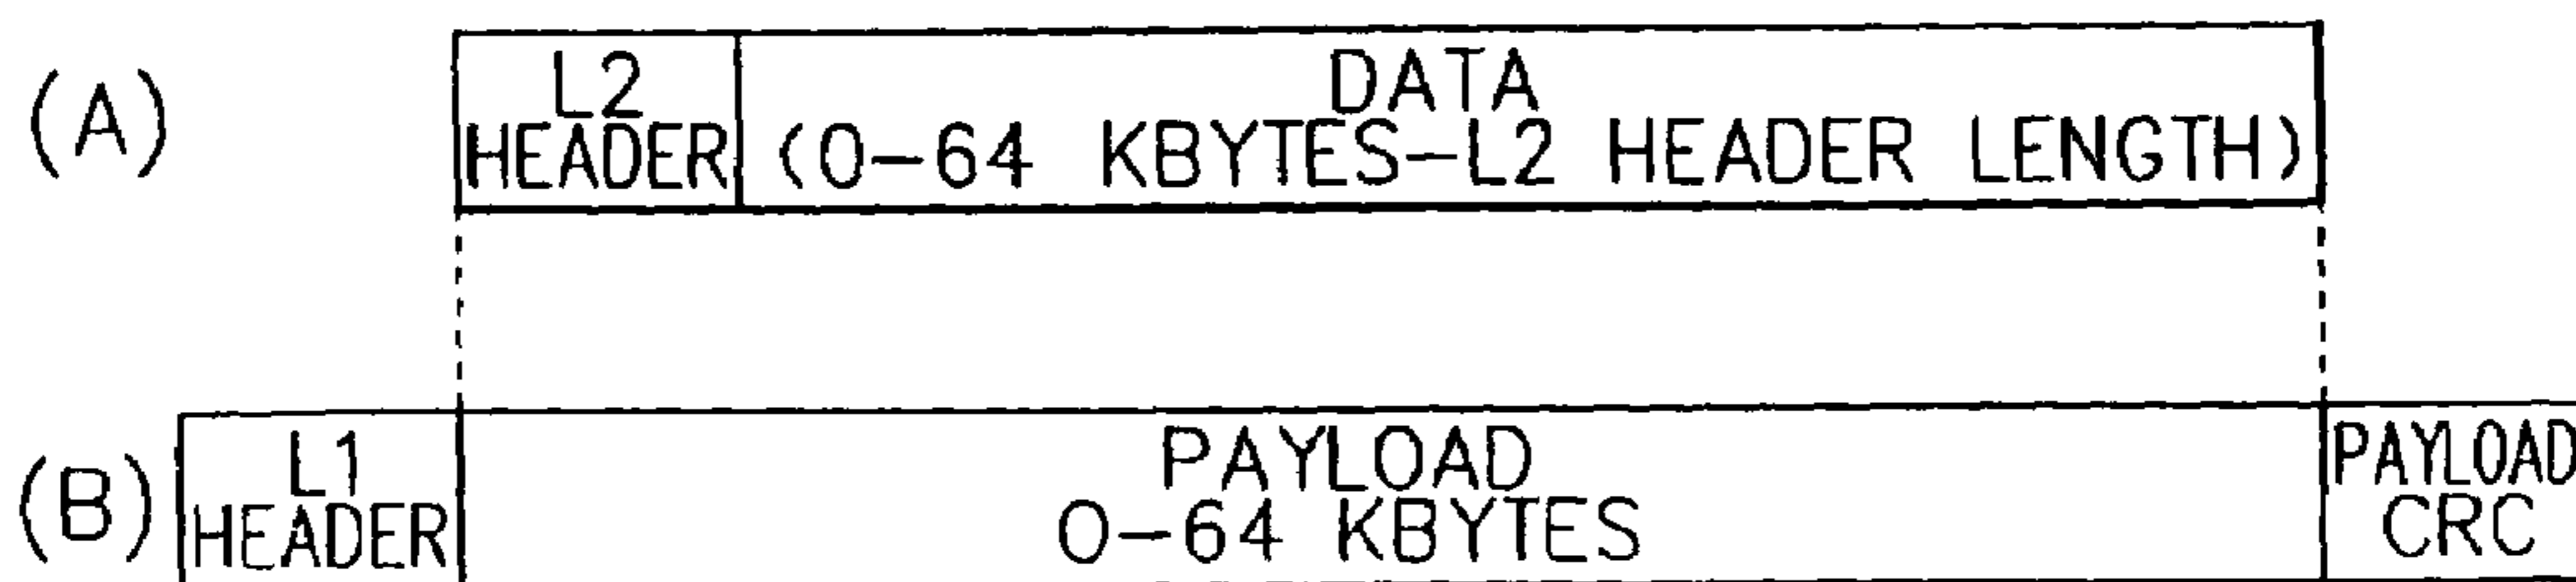 (A)
L2
HEADER
DATA
(0-64 KBYTES-L2 HEADER LENGTH)
(B)
L1
HEADER
PAYLOAD
0-64 KBYTES
PAYLOAD
CRC